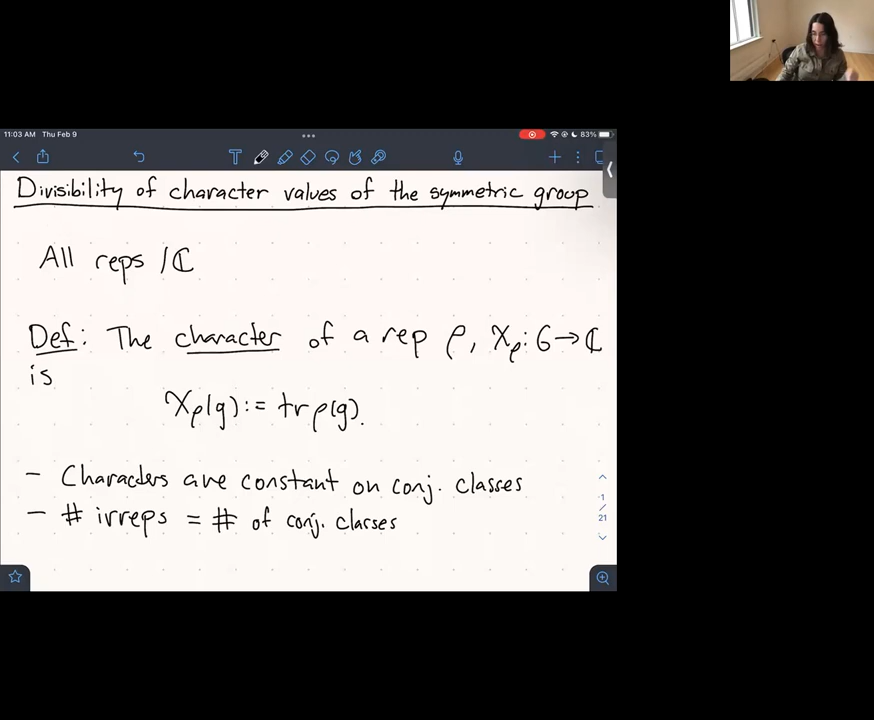 11:03 AM Thu Feb 9
83%
Divisibility of character values of the symmetric group
All reps /ℂ
Def: The character of a rep ρ, χρ: G→ℂ
is
χρ(g) := tr ρ(g).
- Characters are constant on conj. classes
- # irreps = # of conj. classes
1
/
21